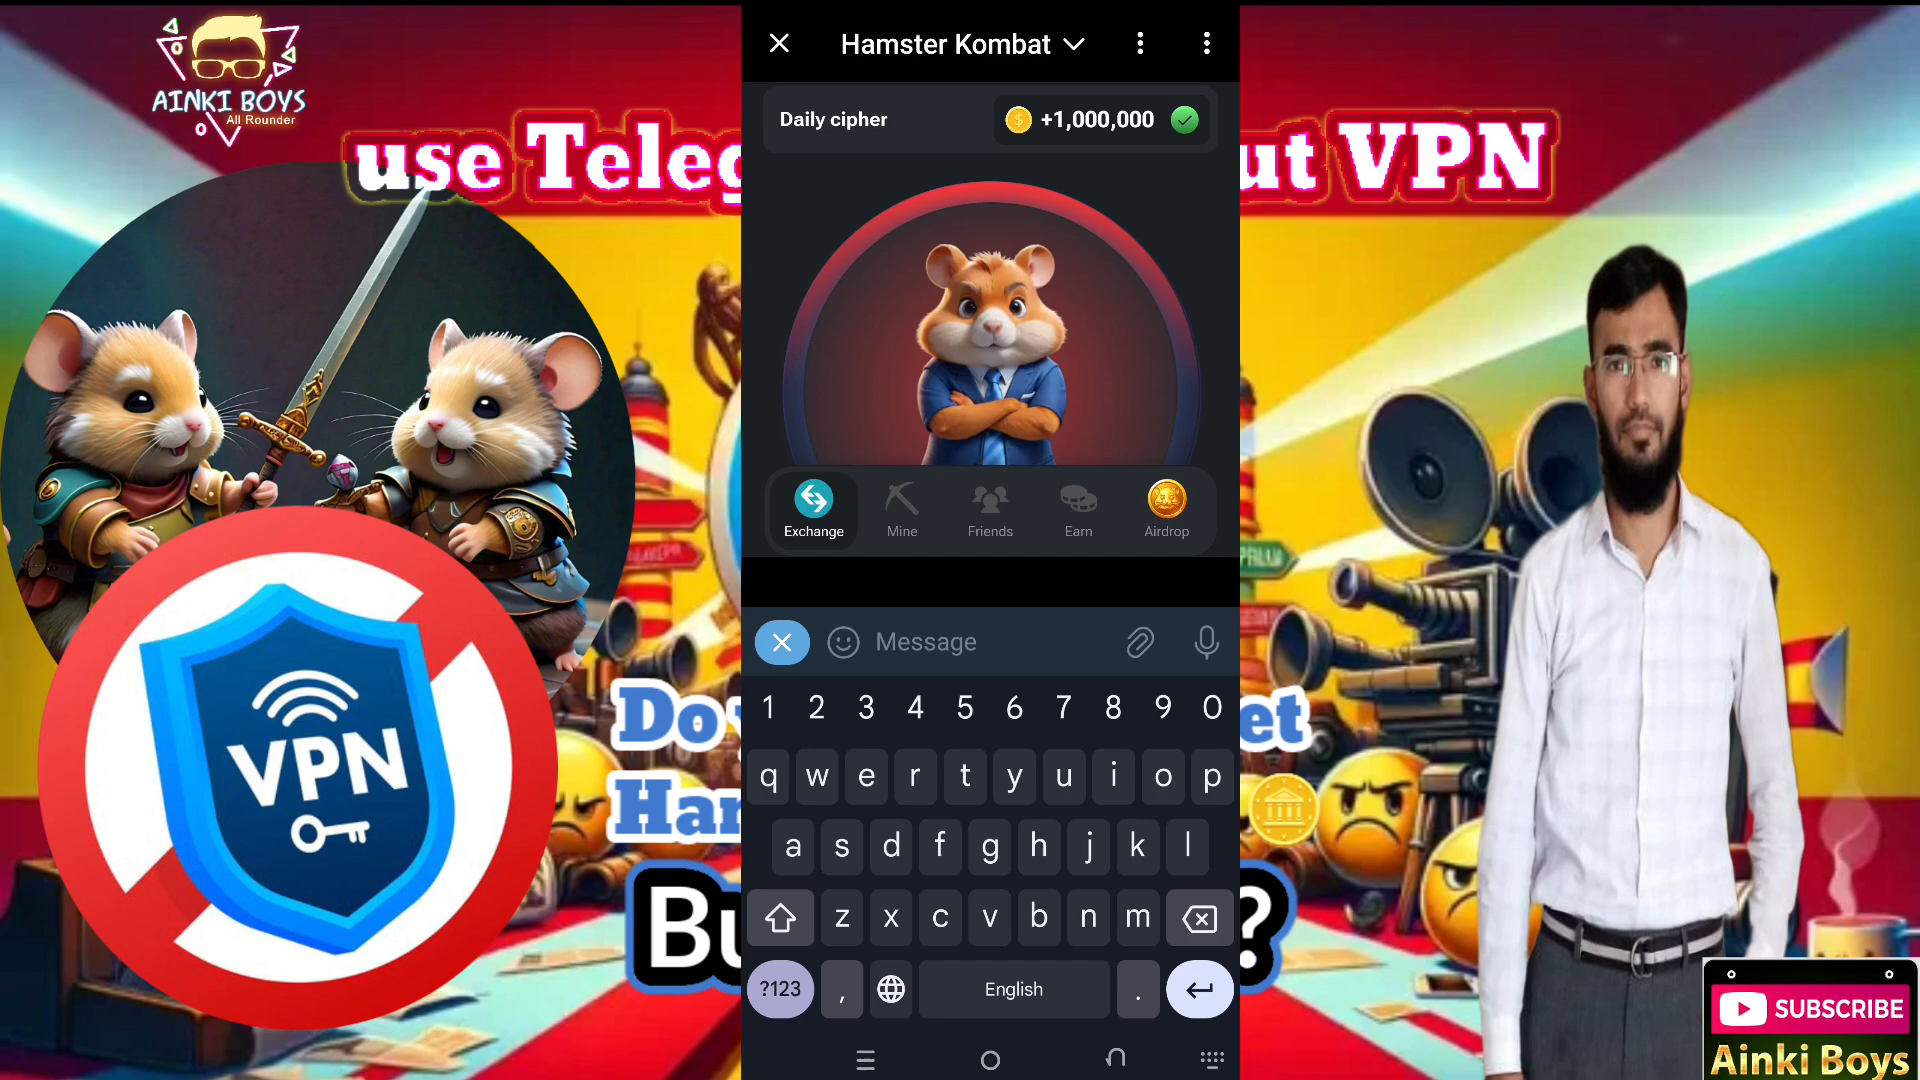 AINKI BOYS
All Rounder
use Teleg
ut VPN
Hamster Kombat
Daily cipher
+1,000,000
Exchange
Mine
Friends
Earn
Airdrop
VPN
Do
et
Har
Bu
?
Message
1 2 3 4 5 6 7 8 9 0
q w e r t y u i o p
a s d f g h j k l
z x c v b n m
?123 , English .
SUBSCRIBE
Ainki Boys